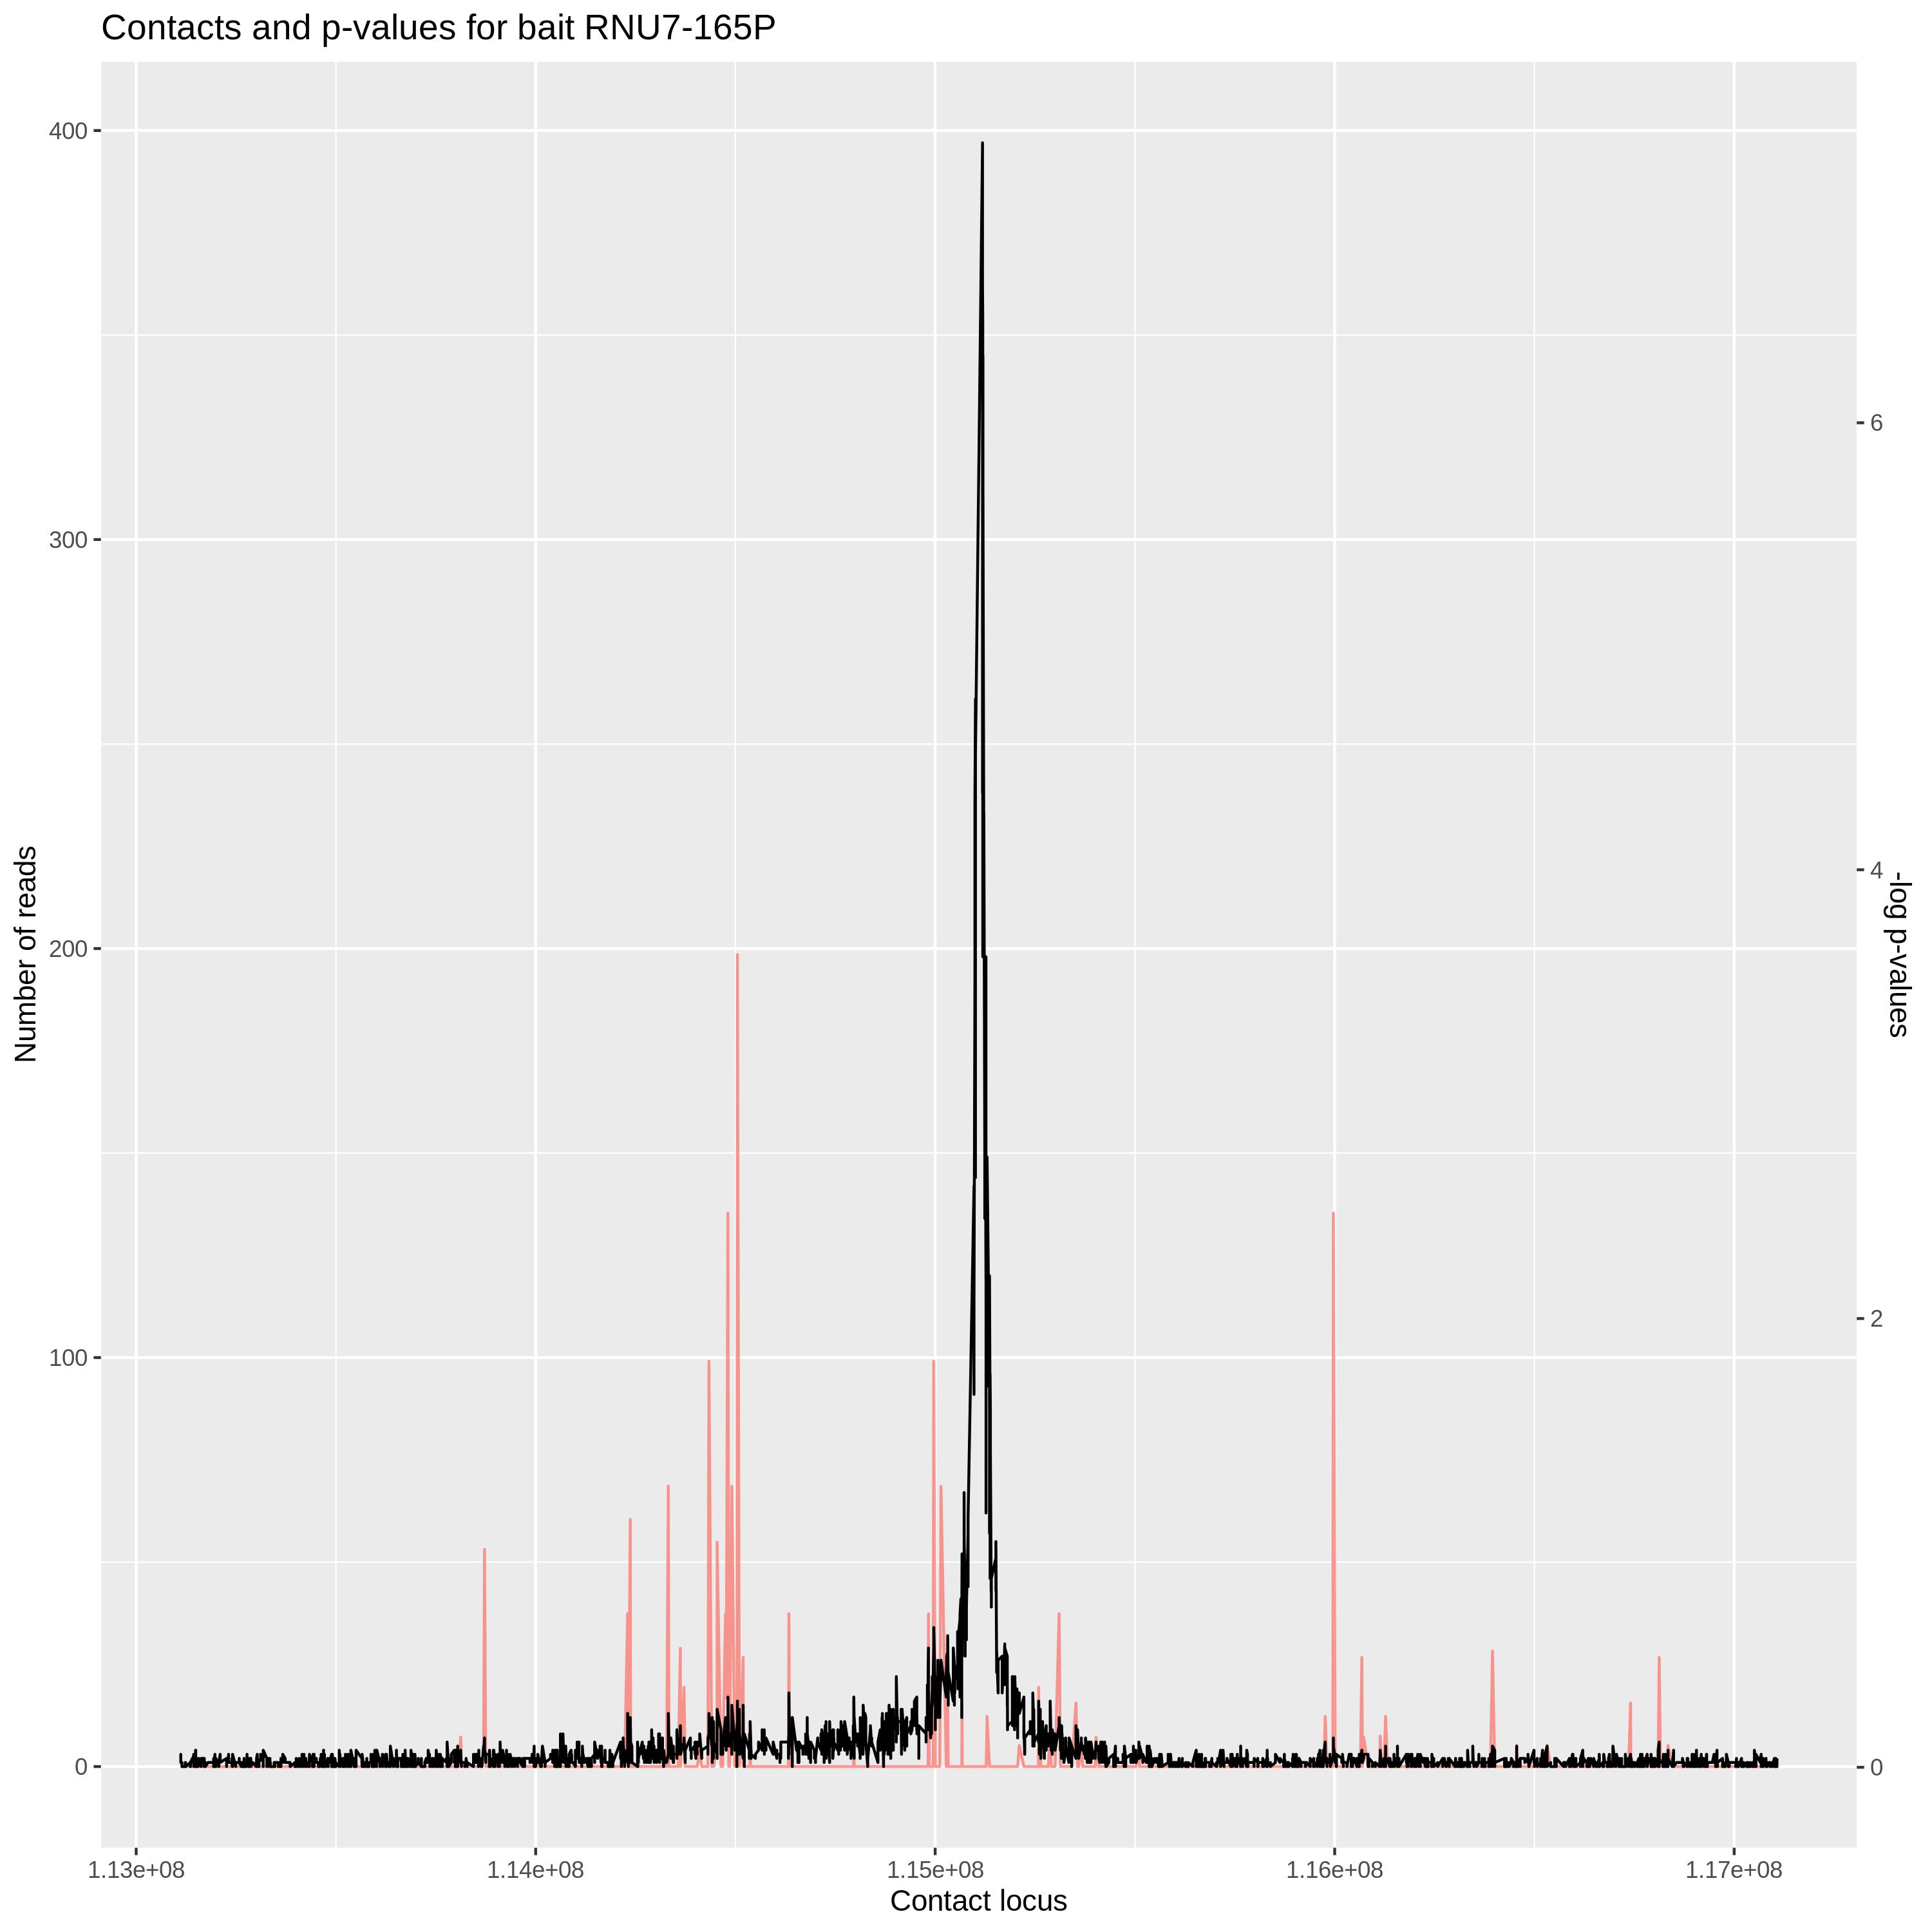 Contacts and p-values for bait RNU7-165P
400
300
200
100
0
Number of reads
6
4
2
0
-log p-values
1.13e+08
1.14e+08
1.15e+08
1.16e+08
1.17e+08
Contact locus